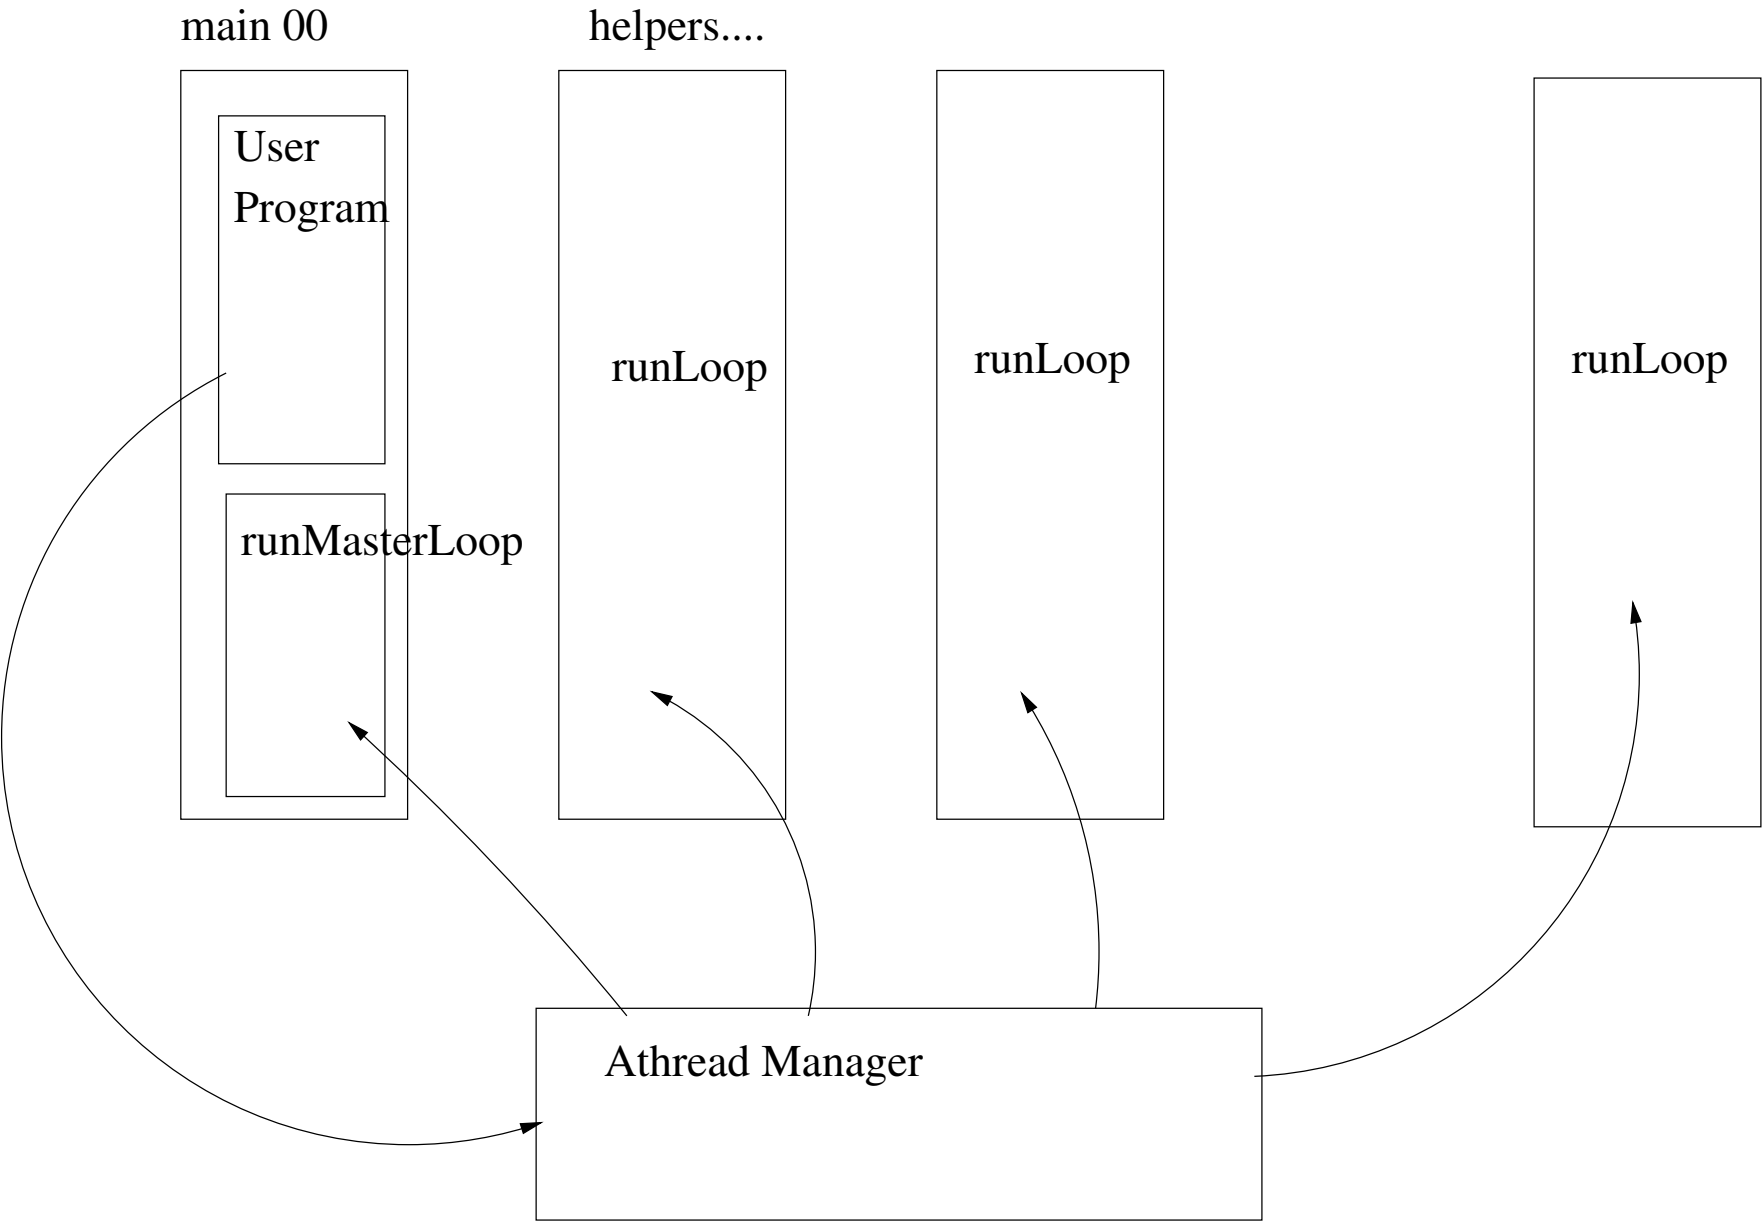 main 00
helpers....
User
Program
runLoop
runLoop
runLoop
runMasterLoop
Athread Manager